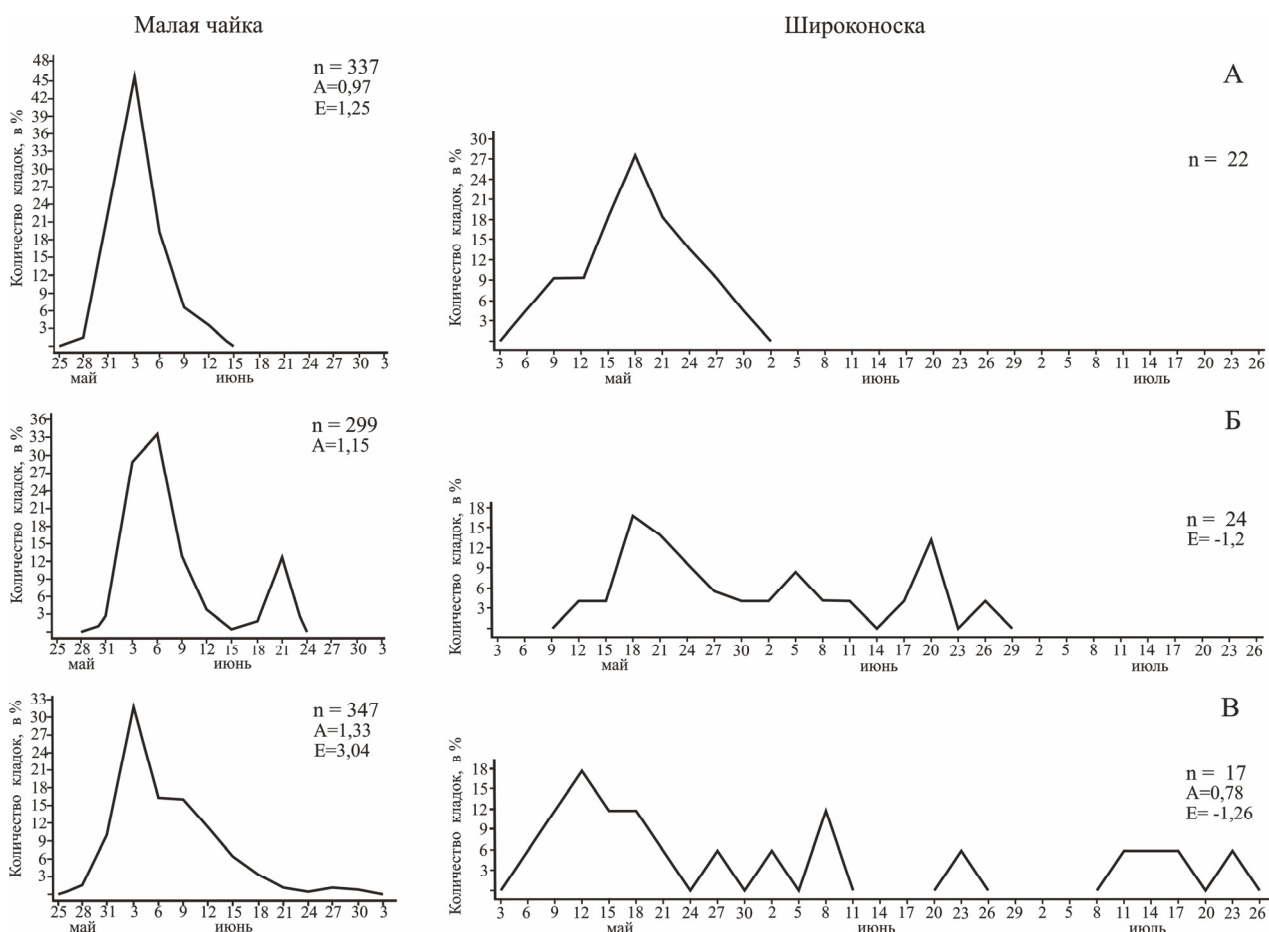 Малая чайка
Широконоска
Количество кладок, в %
48
45
42
39
36
33
30
27
24
21
18
15
12
9
6
3
n = 337
A=0,97
E=1,25
25 28 31 3 6 9 12 15 18 21 24 27 30 3
май июнь
А
Количество кладок, в %
30
27
24
21
18
15
12
9
6
3
n = 22
3 6 9 12 15 18 21 24 27 30 2 5 8 11 14 17 20 23 26 29 2 5 8 11 14 17 20 23 26
май июнь июль
Количество кладок, в %
36
33
30
27
24
21
18
15
12
9
6
3
n = 299
A=1,15
25 28 31 3 6 9 12 15 18 21 24 27 30 3
май июнь
Б
Количество кладок, в %
18
15
12
9
6
3
n = 24
E= -1,2
3 6 9 12 15 18 21 24 27 30 2 5 8 11 14 17 20 23 26 29 2 5 8 11 14 17 20 23 26
май июнь июль
Количество кладок, в %
33
30
27
24
21
18
15
12
9
6
3
n = 347
A=1,33
E=3,04
25 28 31 3 6 9 12 15 18 21 24 27 30 3
май июнь
В
Количество кладок, в %
18
15
12
9
6
3
n = 17
A=0,78
E= -1,26
3 6 9 12 15 18 21 24 27 30 2 5 8 11 14 17 20 23 26 29 2 5 8 11 14 17 20 23 26
май июнь июль